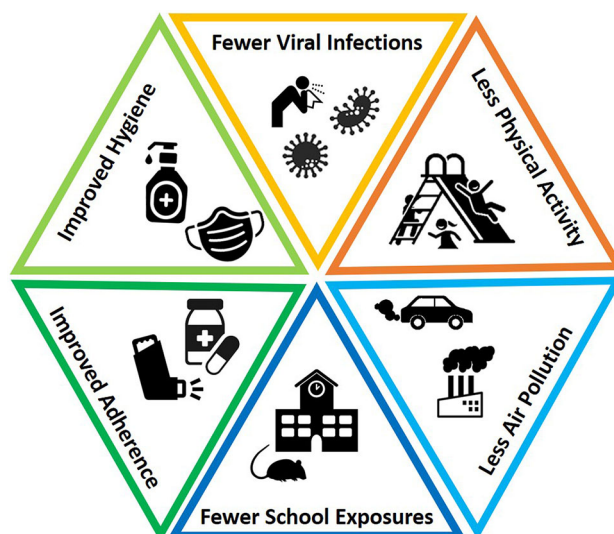 Fewer Viral Infections
Improved Hygiene
Less Physical Activity
Improved Adherence
Less Air Pollution
Fewer School Exposures